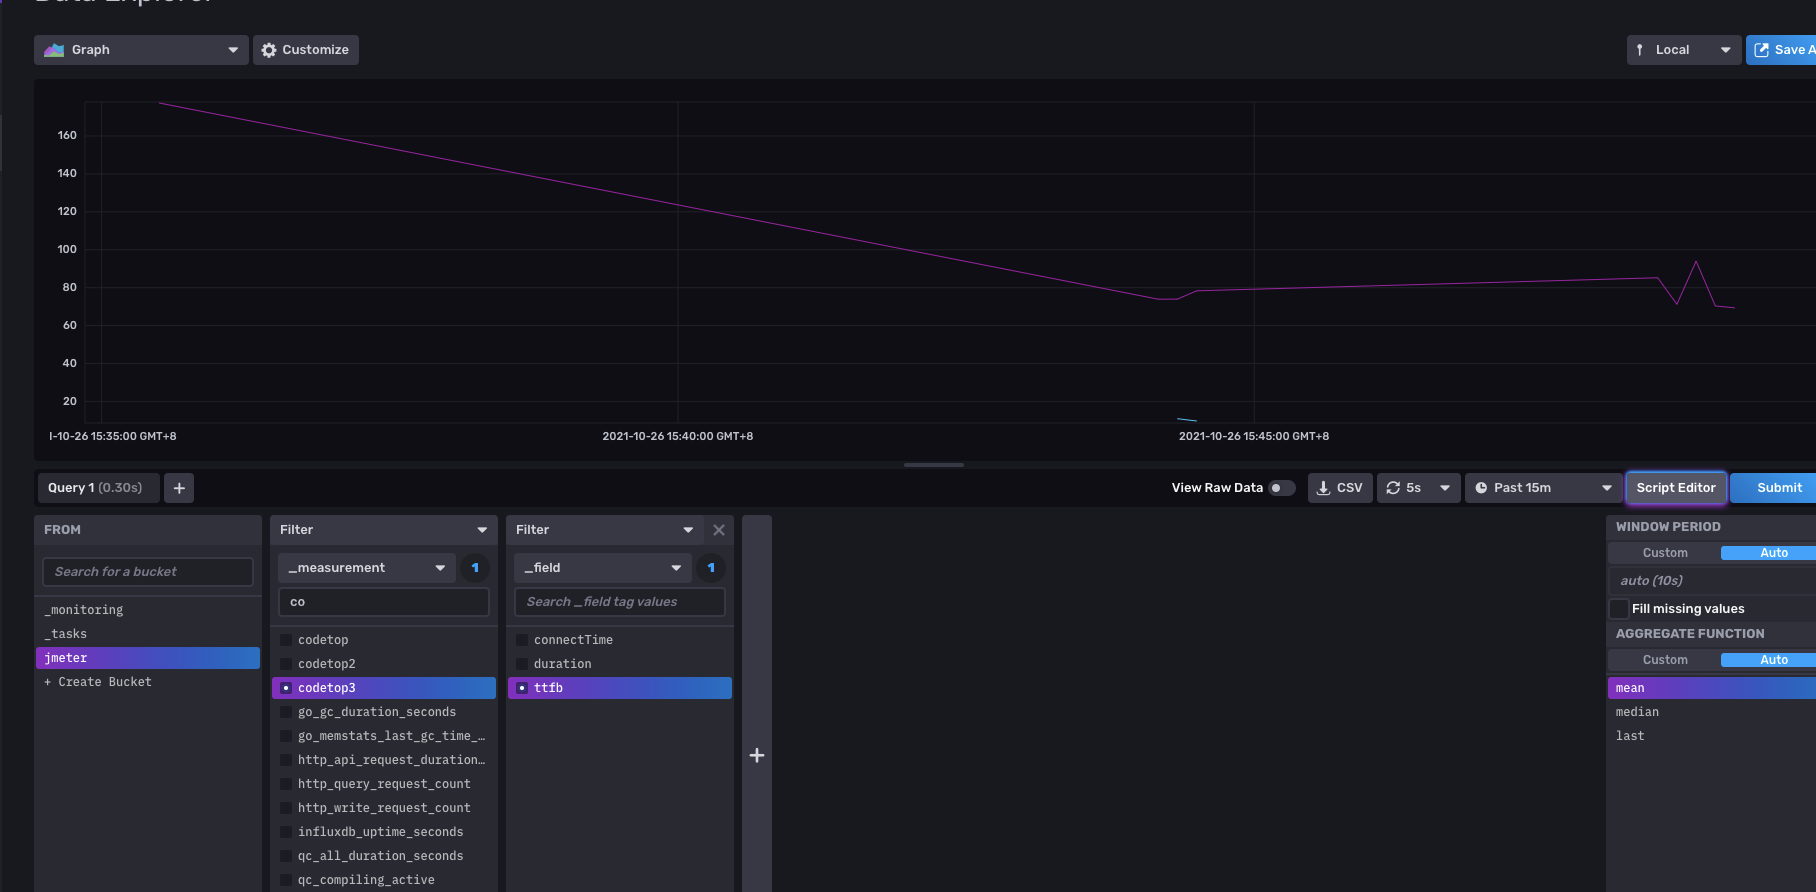 Data Explorer
Graph
Customize
Local
Save A
160
140
120
100
80
60
40
20
I-10-26 15:35:00 GMT+8
2021-10-26 15:40:00 GMT+8
2021-10-26 15:45:00 GMT+8
Query 1 (0.30s)
+
View Raw Data
CSV
5s
Past 15m
Script Editor
Submit
FROM
Search for a bucket
_monitoring
_tasks
jmeter
+ Create Bucket
Filter
_measurement
1
co
codetop
codetop2
codetop3
go_gc_duration_seconds
go_memstats_last_gc_time_…
http_api_request_duration…
http_query_request_count
http_write_request_count
influxdb_uptime_seconds
qc_all_duration_seconds
qc_compiling_active
Filter
_field
1
Search _field tag values
connectTime
duration
ttfb
+
WINDOW PERIOD
Custom
Auto
auto (10s)
Fill missing values
AGGREGATE FUNCTION
Custom
Auto
mean
median
last